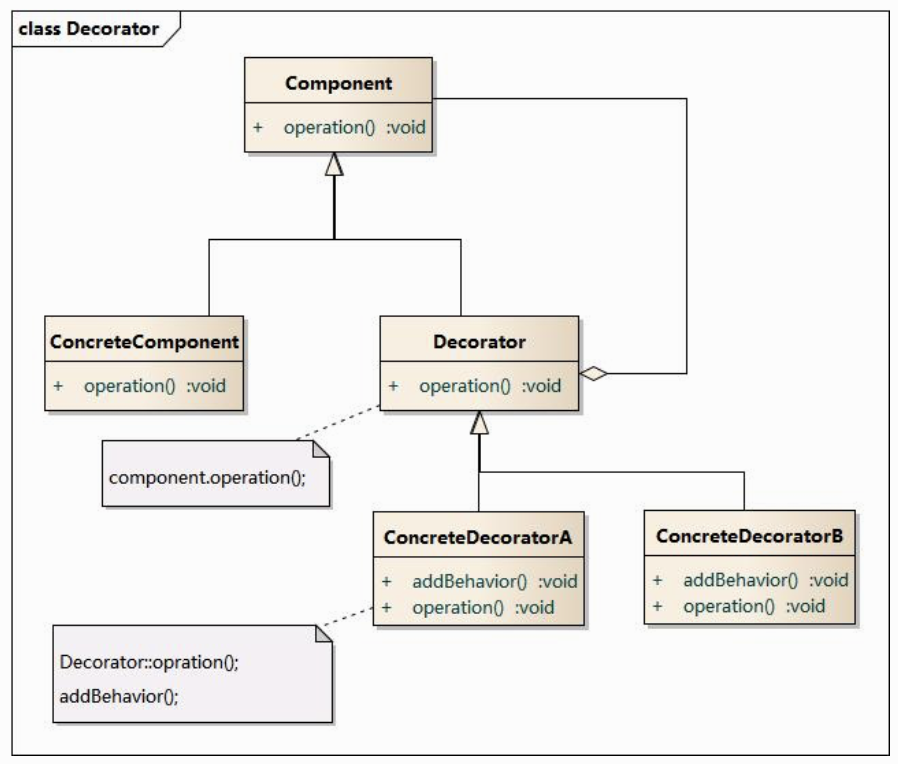 class Decorator
Component
+ operation() :void
ConcreteComponent
+ operation() :void
Decorator
+ operation() :void
component.operation();
ConcreteDecoratorA
+ addBehavior() :void
+ operation() :void
ConcreteDecoratorB
+ addBehavior() :void
+ operation() :void
Decorator::opration();
addBehavior();